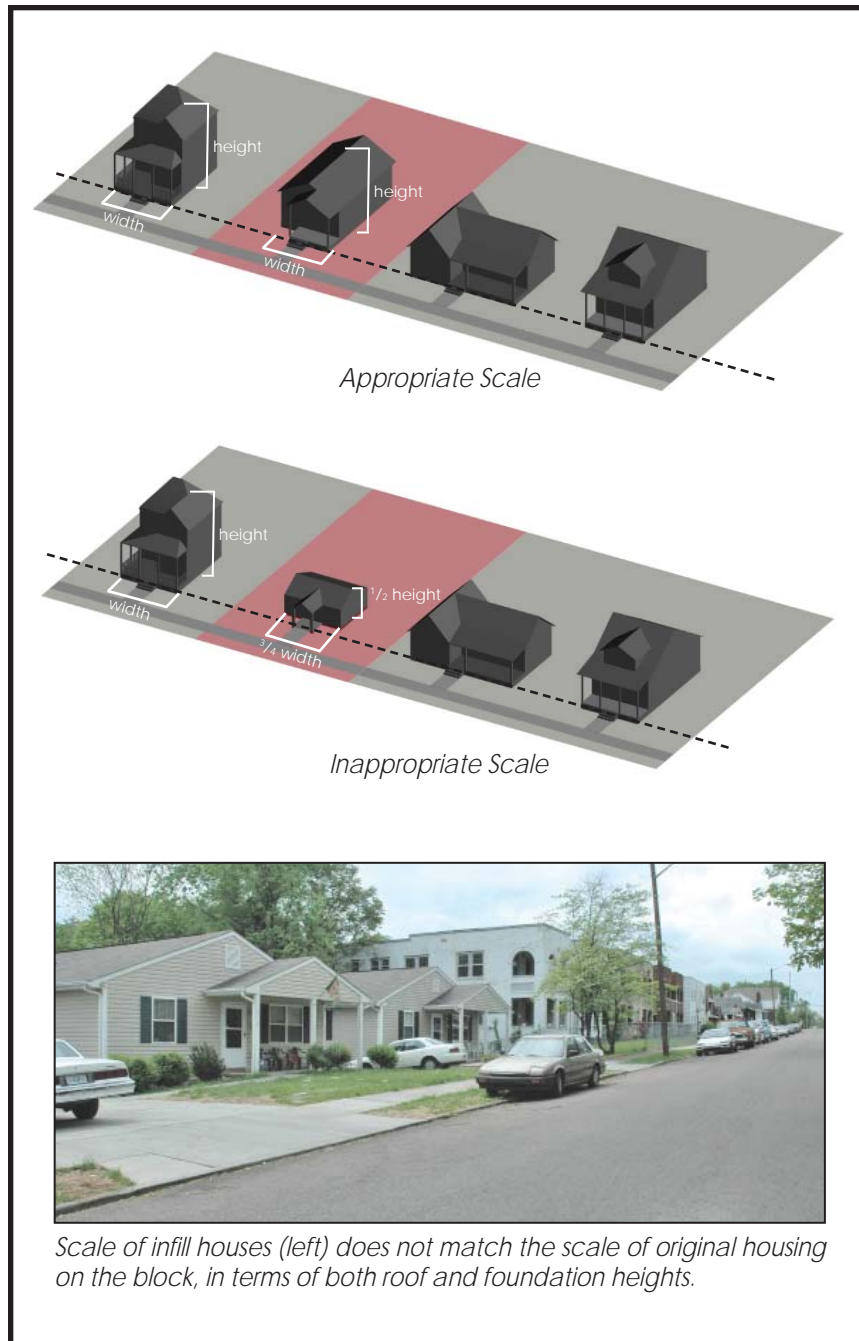 height
height
width
width
Appropriate Scale
height
1/2 height
width
3/4 width
Inappropriate Scale
Scale of infill houses (left) does not match the scale of original housing
on the block, in terms of both roof and foundation heights.